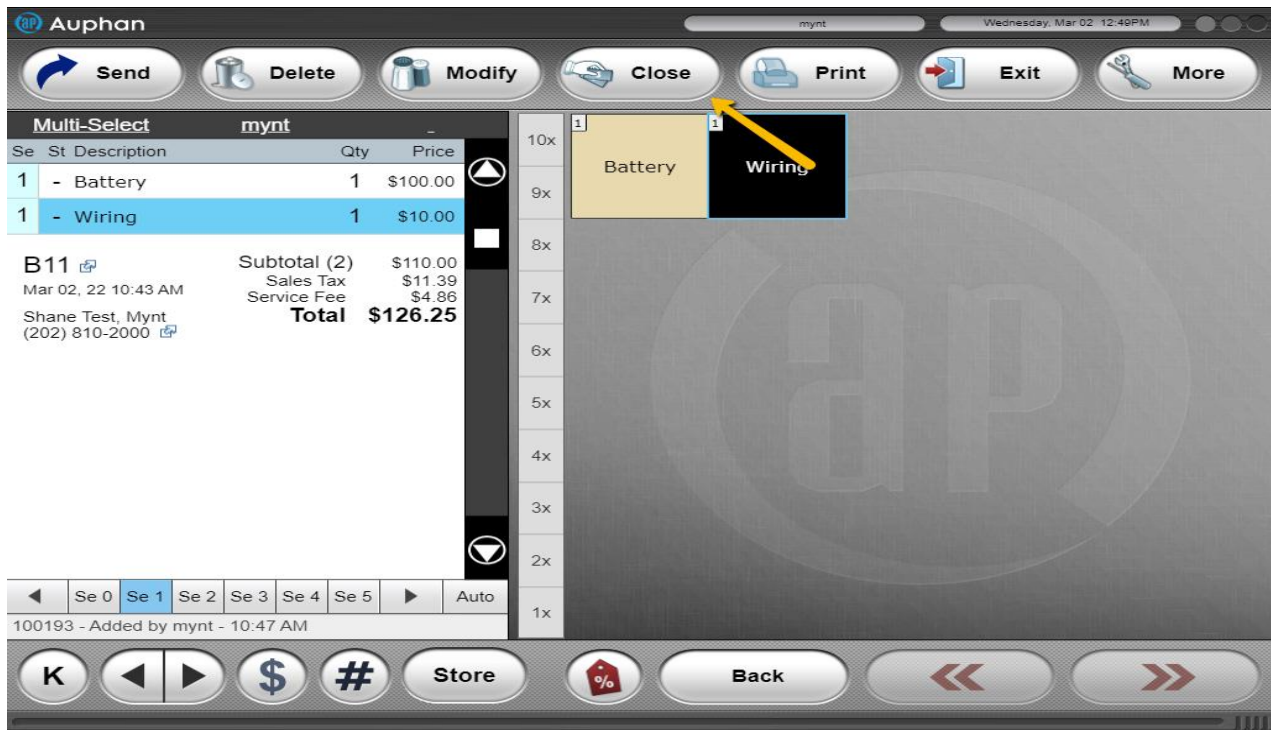 Auphan mynt Wednesday, Mar 02 12:49PM
Send Delete Modify Close Print Exit More
Multi-Select mynt -
Se St Description Qty Price
1 - Battery 1 $100.00
1 - Wiring 1 $10.00
B11 Subtotal (2) $110.00
Mar 02, 22 10:43 AM Sales Tax $11.39
Service Fee $4.86
Shane Test, Mynt Total $126.25
(202) 810-2000
Se 0 Se 1 Se 2 Se 3 Se 4 Se 5 Auto
100193 - Added by mynt - 10:47 AM
10x
9x
8x
7x
6x
5x
4x
3x
2x
1x
1 1
Battery Wiring
ap
K $ # Store % Back